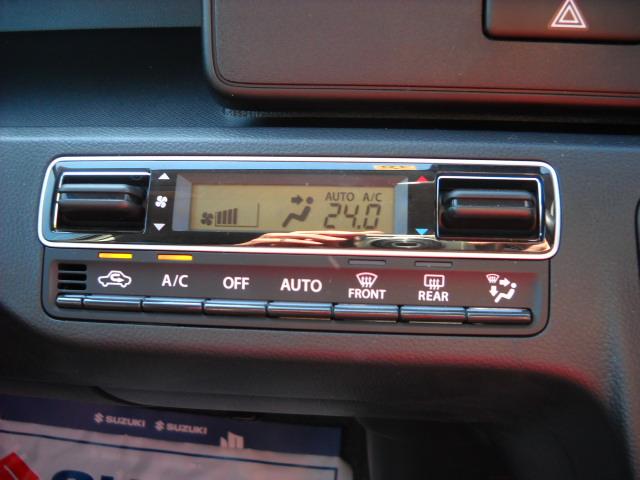 AUTO A/C
24.0
A/C OFF AUTO FRONT REAR
SUZUKI SUZUKI